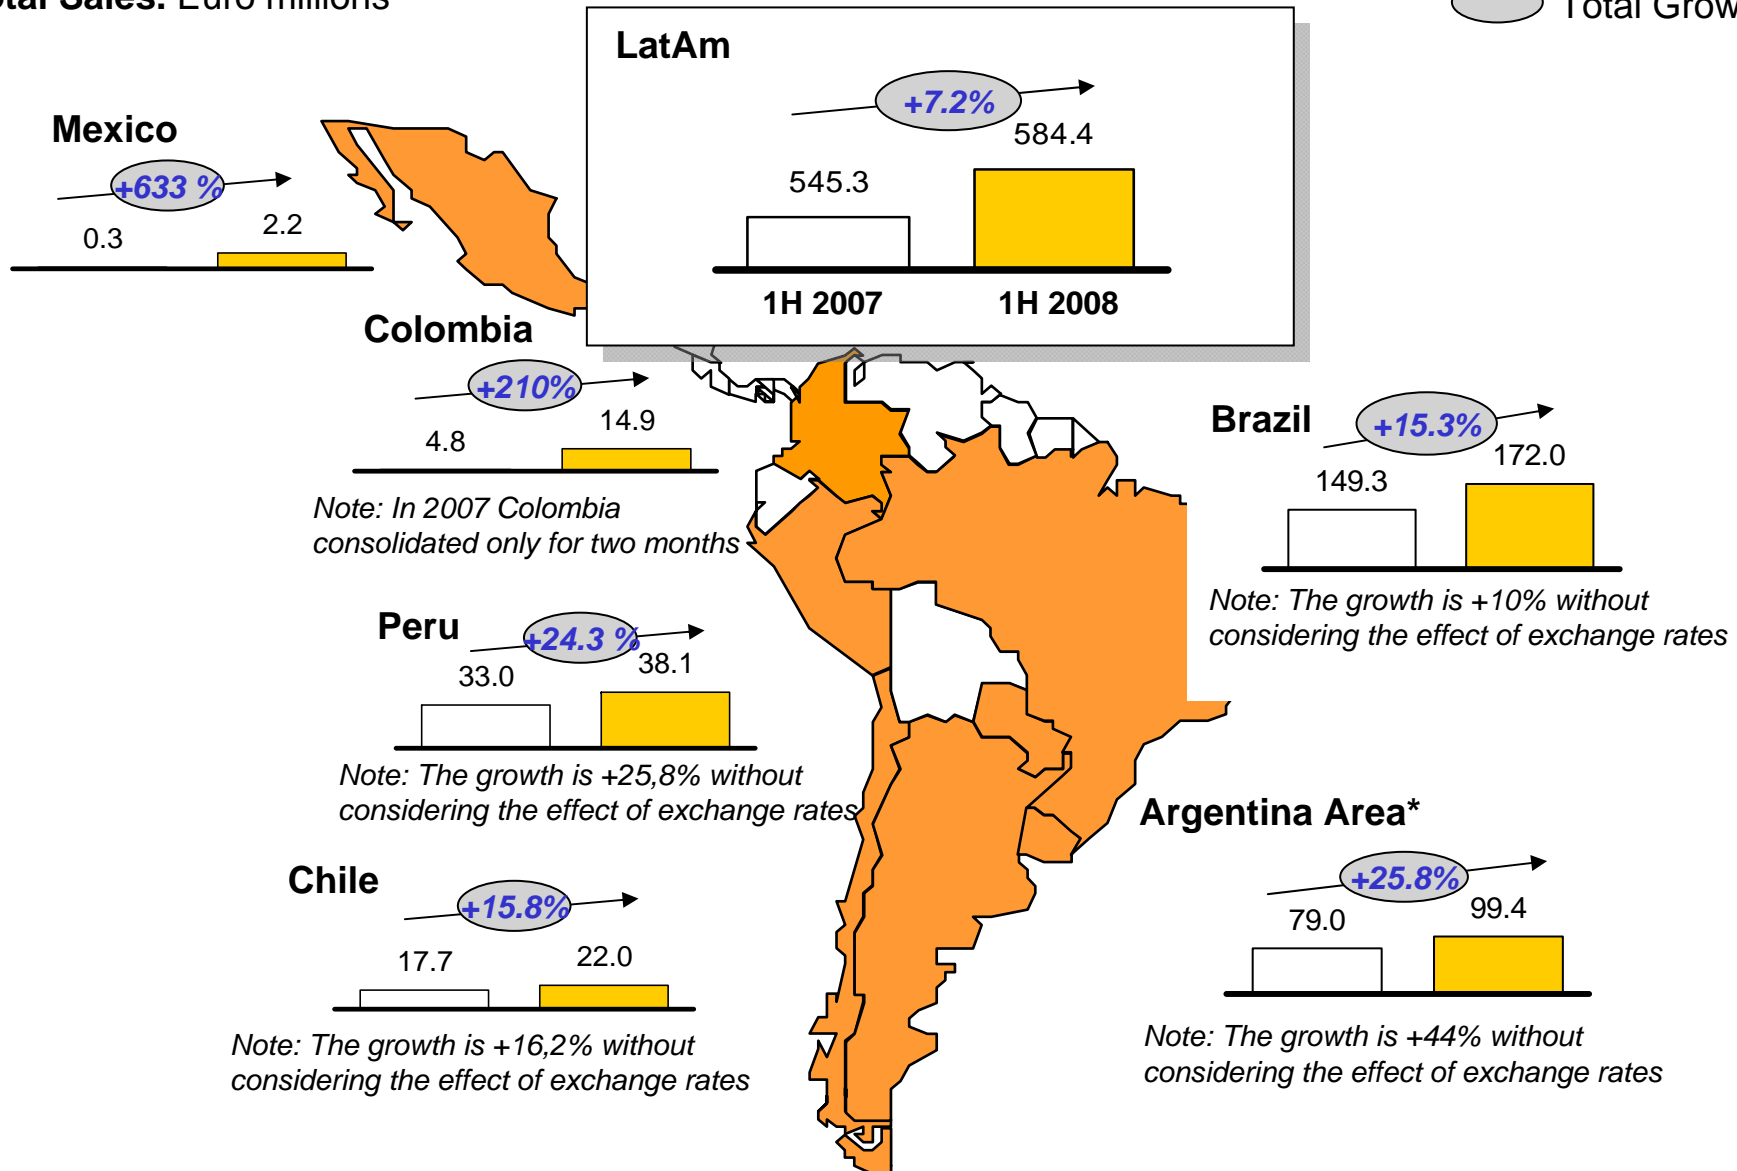 Sales: Euro millions
Total
LatAm
+7.2%
545.3
584.4
1H 2007
1H 2008
Mexico
+633 %
0.3
2.2
Colombia
+210%
4.8
14.9
Note: In 2007 Colombia
consolidated only for two months
Brazil
+15.3%
149.3
172.0
Note: The growth is +10% without
considering the effect of exchange rates
Peru
+24.3 %
33.0
38.1
Note: The growth is +25,8% without
considering the effect of exchange rates
Argentina Area*
+25.8%
79.0
99.4
Note: The growth is +44% without
considering the effect of exchange rates
Chile
+15.8%
17.7
22.0
Note: The growth is +16,2% without
considering the effect of exchange rates